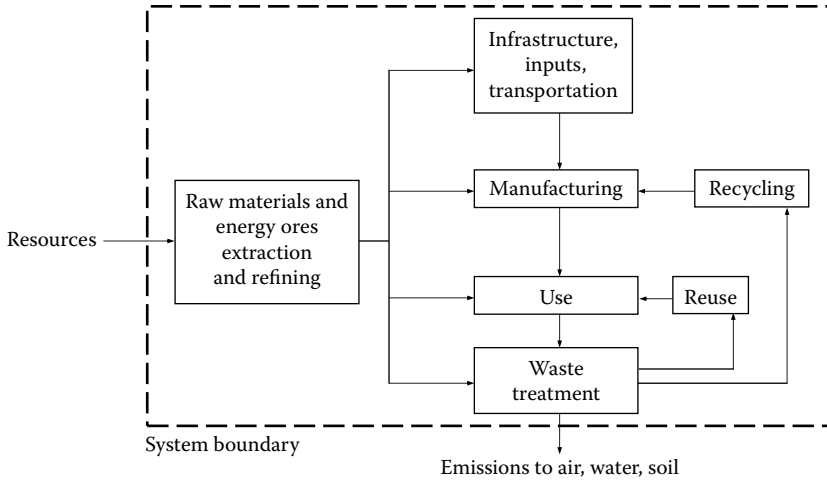 Infrastructure,
inputs,
transportation
Manufacturing
Recycling
Raw materials and
energy ores
extraction
and refining
Resources
Use
Reuse
Waste
treatment
System boundary
Emissions to air, water, soil